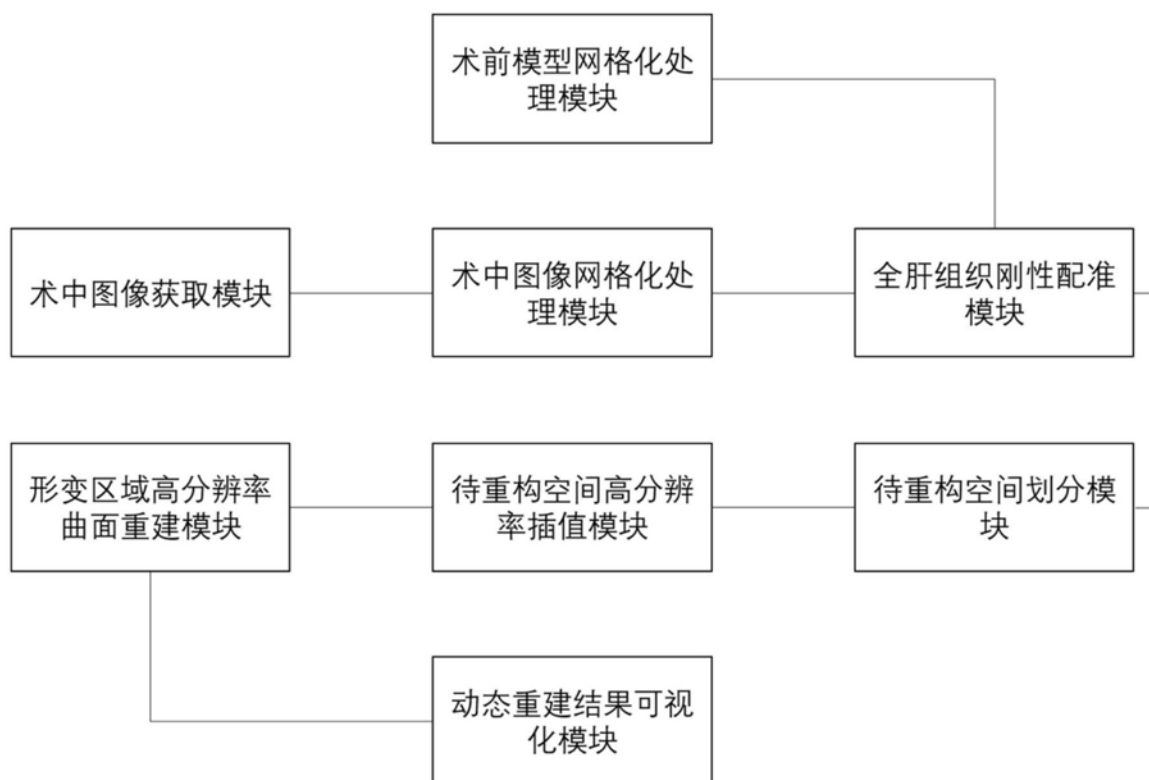 术前模型网格化处
理模块
术中图像获取模块
术中图像网格化处
理模块
全肝组织刚性配准
模块
形变区域高分辨率
曲面重建模块
待重构空间高分辨
率插值模块
待重构空间划分模
块
动态重建结果可视
化模块